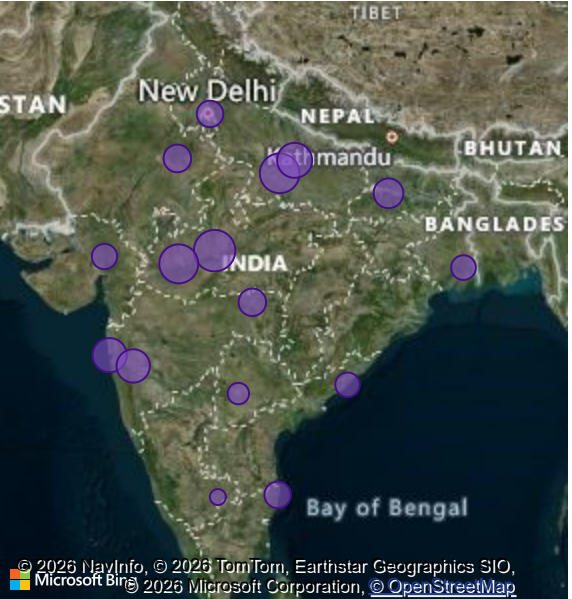 TIBET
New Delhi
STAN
NEPAL
Kathmandu
BHUTAN
BANGLADES
INDIA
Bay of Bengal
© 2026 NavInfo, © 2026 TomTom, Earthstar Geographics SIO,
Microsoft Bing
© 2026 Microsoft Corporation, © OpenStreetMap